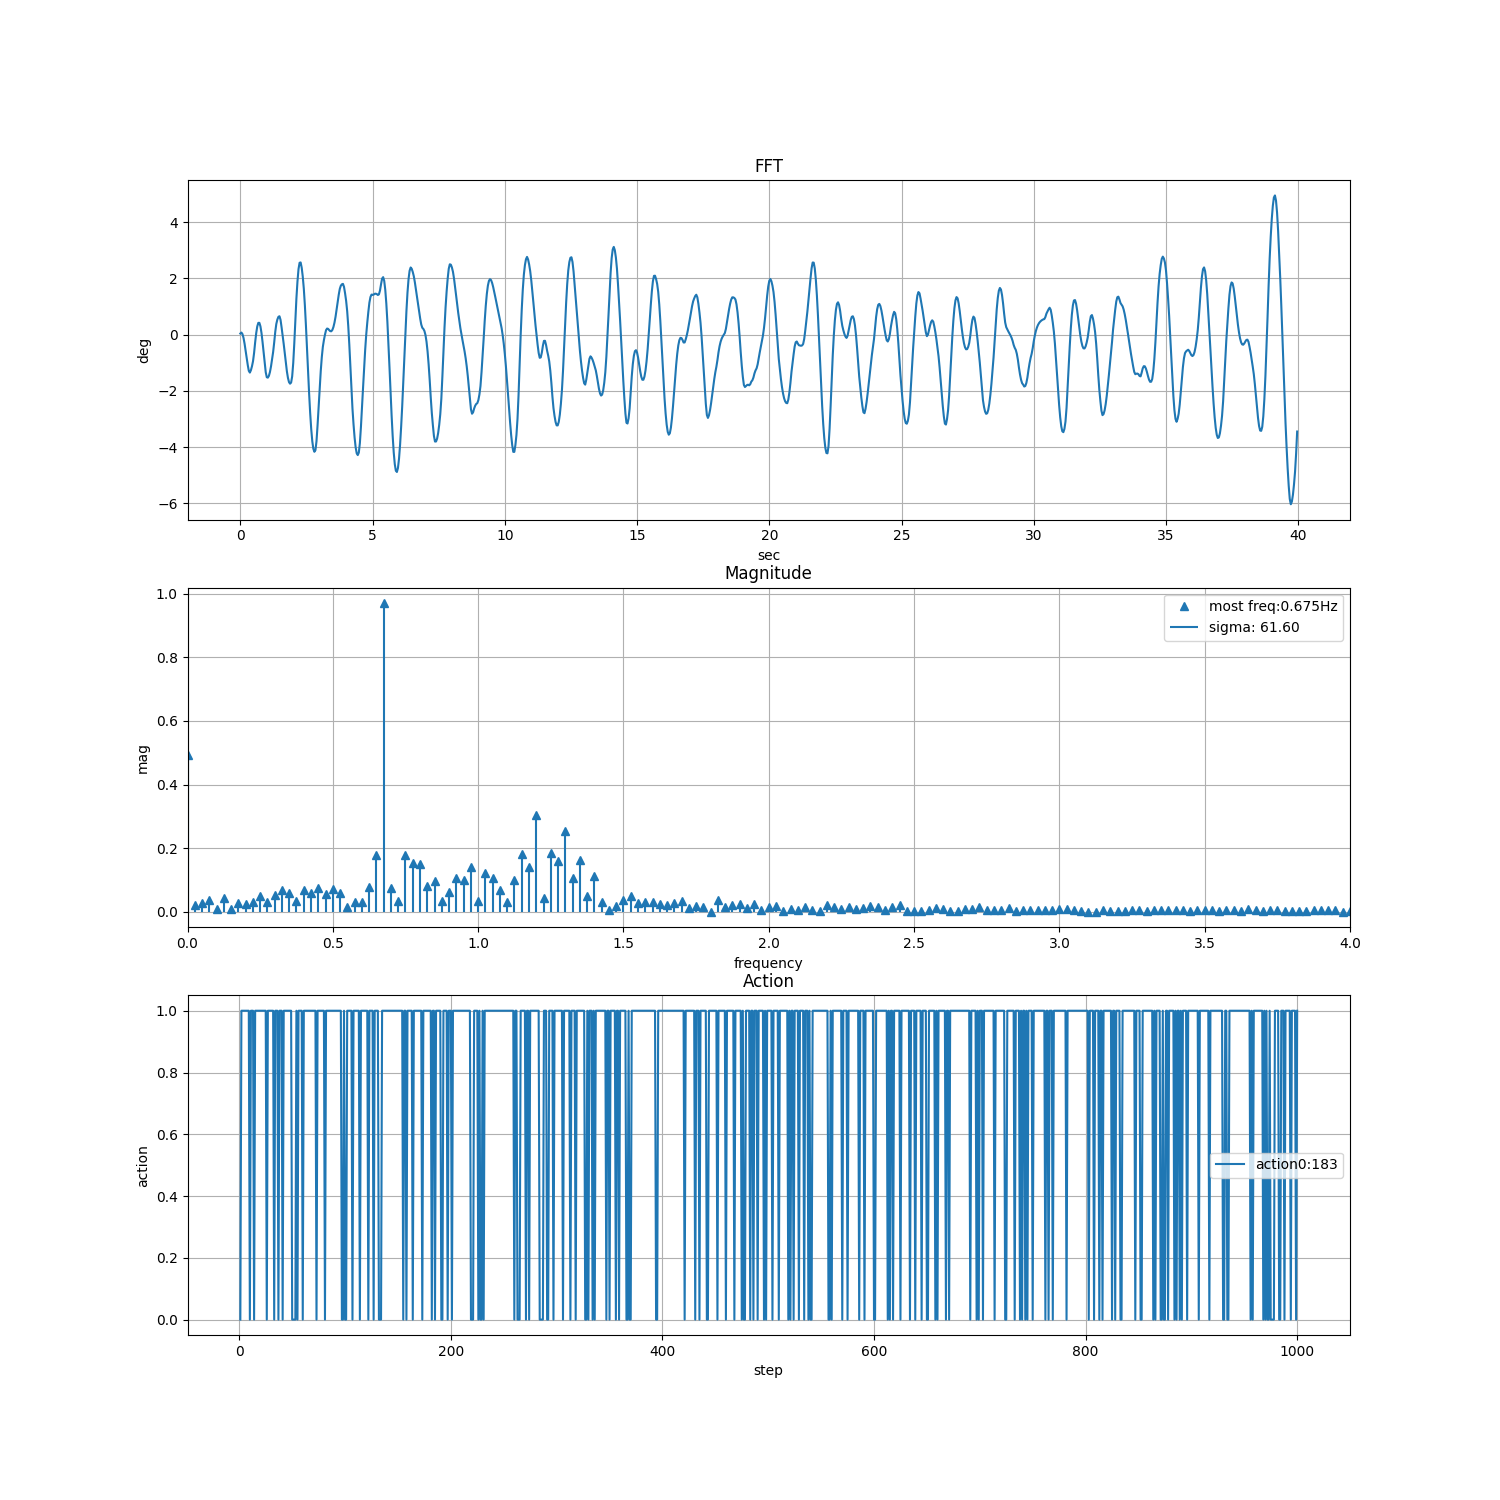 FFT
4
2
0
−2
−4
−6
deg
0 5 10 15 20 25 30 35 40
sec
Magnitude
1.0
0.8
0.6
0.4
0.2
0.0
mag
most freq:0.675Hz
sigma: 61.60
0.0 0.5 1.0 1.5 2.0 2.5 3.0 3.5 4.0
frequency
Action
1.0
0.8
0.6
0.4
0.2
0.0
action
action0:183
0 200 400 600 800 1000
step